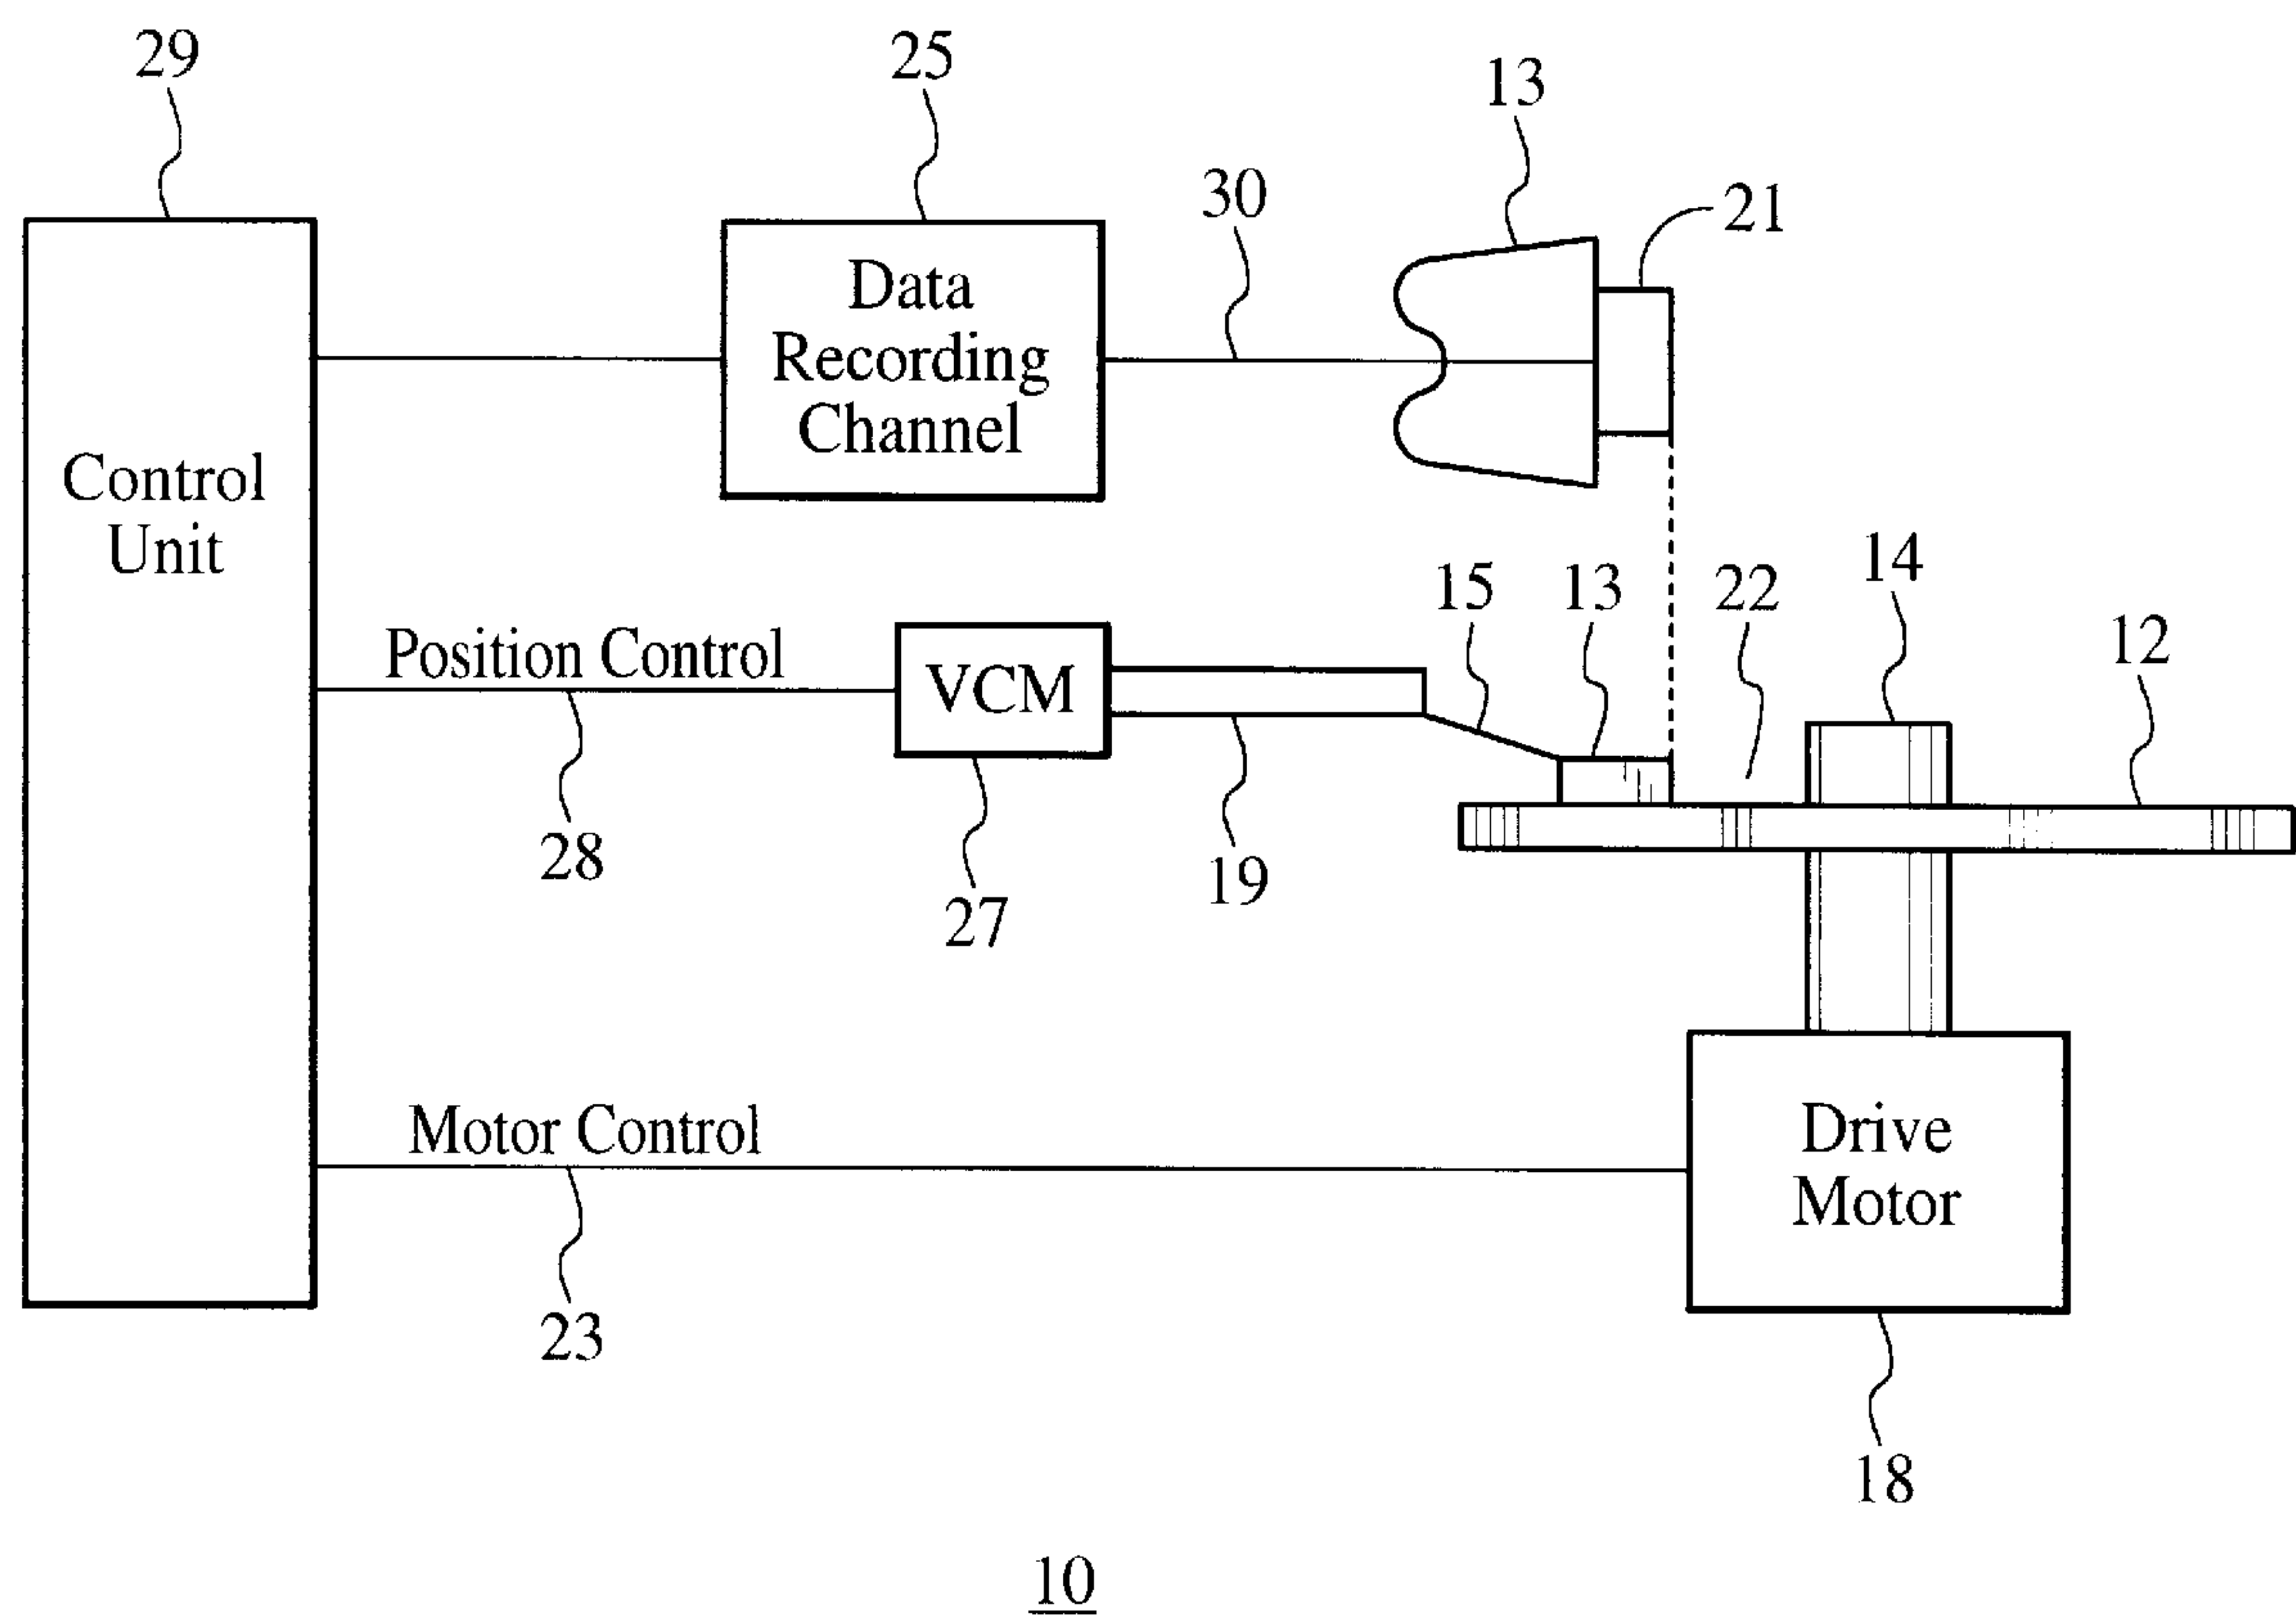 29
25
13
30
21
Data
Recording
Channel
Control
Unit
14
15
13
22
12
Position Control
VCM
28
19
27
Motor Control
Drive
Motor
23
18
10